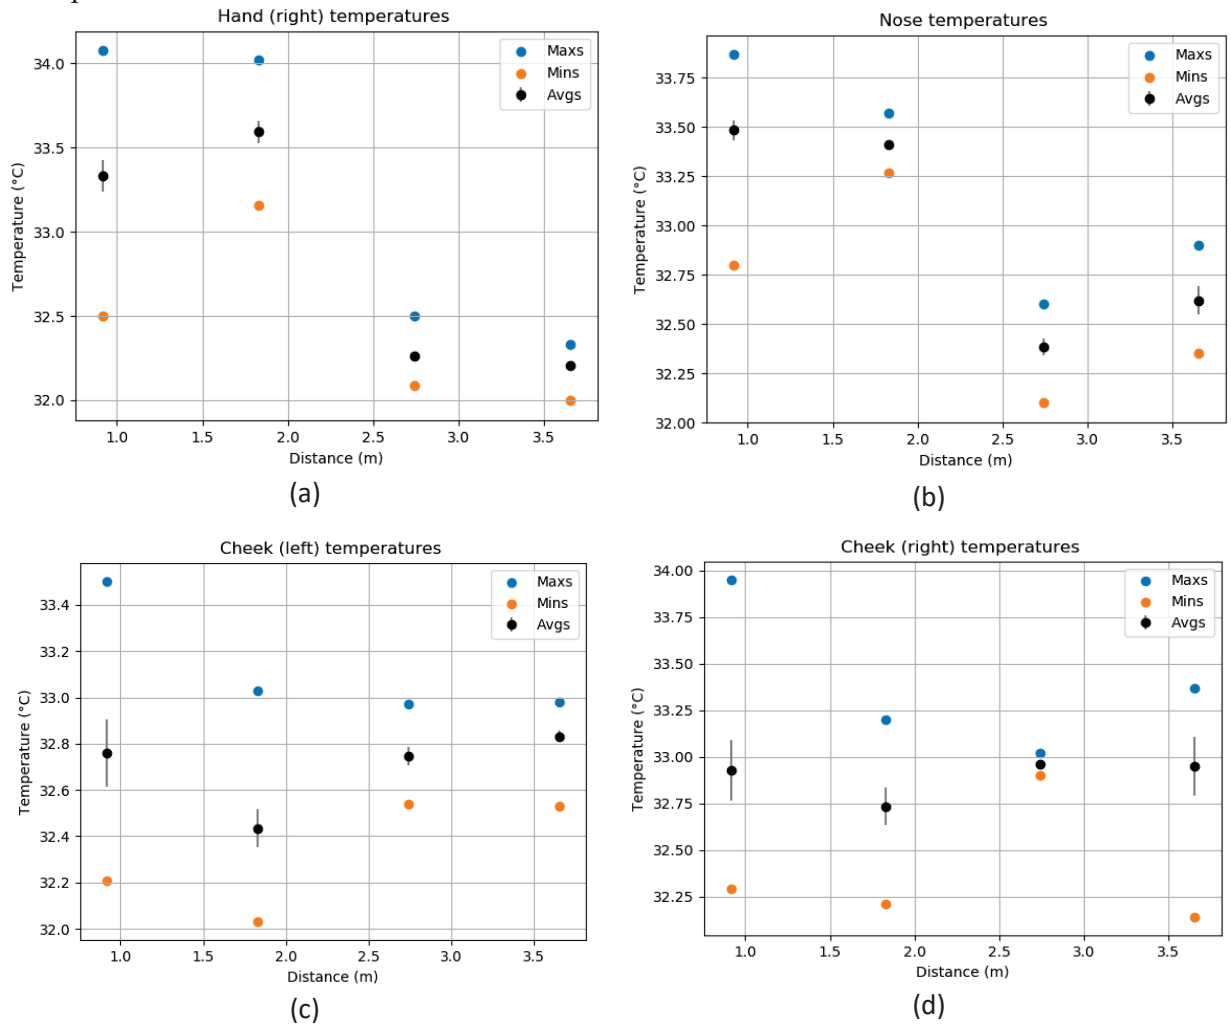 Hand (right) temperatures
34.0
33.5
33.0
32.5
32.0
Temperature (°C)
Maxs
Mins
Avgs
1.0 1.5 2.0 2.5 3.0 3.5
Distance (m)
(a)
Nose temperatures
33.75
33.50
33.25
33.00
32.75
32.50
32.25
32.00
Temperature (°C)
Maxs
Mins
Avgs
1.0 1.5 2.0 2.5 3.0 3.5
Distance (m)
(b)
Cheek (left) temperatures
33.4
33.2
33.0
32.8
32.6
32.4
32.2
32.0
Temperature (°C)
Maxs
Mins
Avgs
1.0 1.5 2.0 2.5 3.0 3.5
Distance (m)
(c)
Cheek (right) temperatures
34.00
33.75
33.50
33.25
33.00
32.75
32.50
32.25
Temperature (°C)
Maxs
Mins
Avgs
1.0 1.5 2.0 2.5 3.0 3.5
Distance (m)
(d)